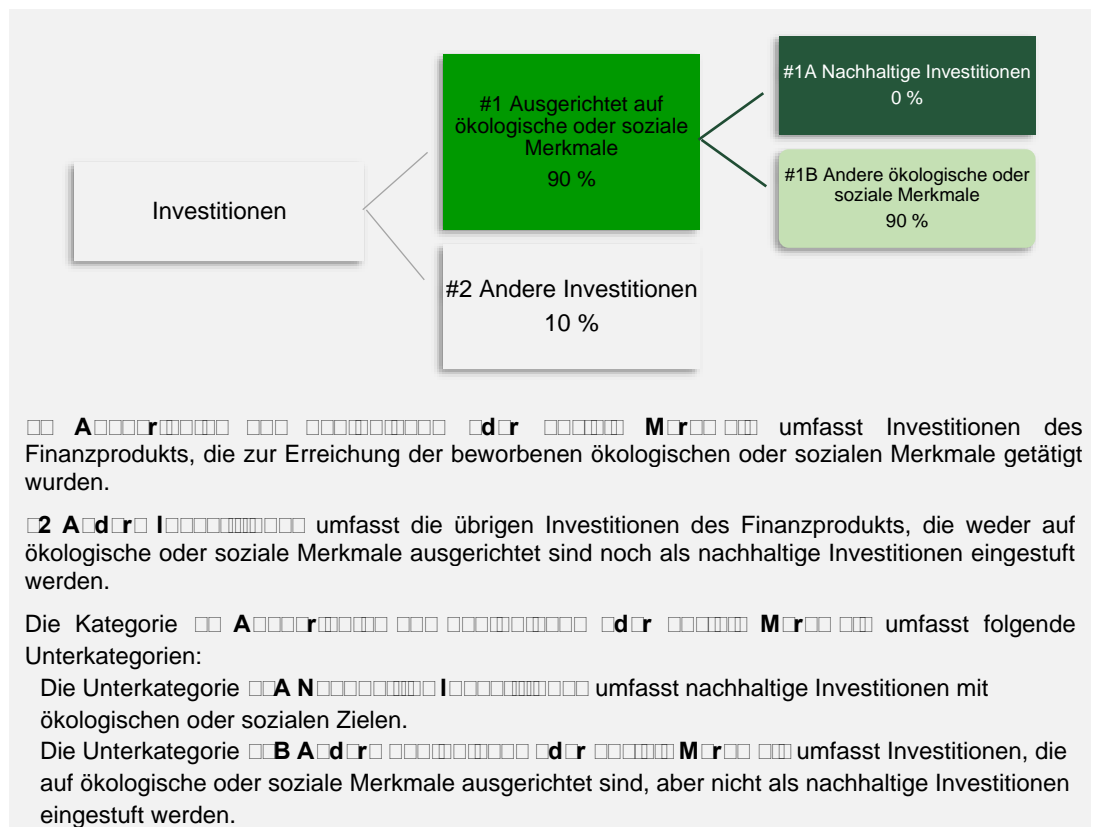 #1A Nachhaltige Investitionen
0 %
#1 Ausgerichtet auf
ökologische oder soziale
Merkmale
90 %
#1B Andere ökologische oder
soziale Merkmale
90 %
Investitionen
#2 Andere Investitionen
10 %
umfasst Investitionen des
Finanzprodukts, die zur Erreichung der beworbenen ökologischen oder sozialen Merkmale getätigt
wurden.
umfasst die übrigen Investitionen des Finanzprodukts, die weder auf
ökologische oder soziale Merkmale ausgerichtet sind noch als nachhaltige Investitionen eingestuft
werden.
Die Kategorie umfasst folgende
Unterkategorien:
Die Unterkategorie umfasst nachhaltige Investitionen mit
ökologischen oder sozialen Zielen.
Die Unterkategorie umfasst Investitionen, die
auf ökologische oder soziale Merkmale ausgerichtet sind, aber nicht als nachhaltige Investitionen
eingestuft werden.